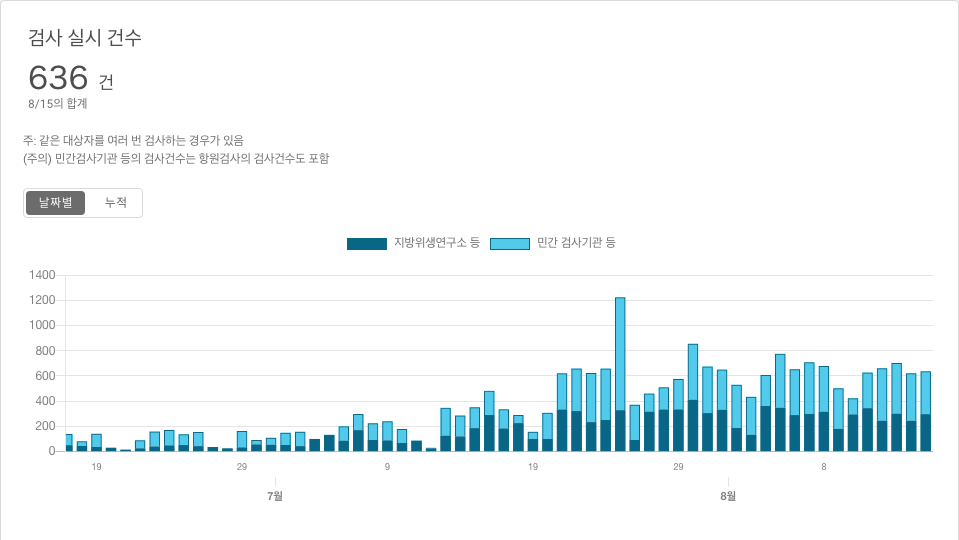 검사 실시 건수
636 건
8/15의 합계
주: 같은 대상자를 여러 번 검사하는 경우가 있음
(주의) 민간검사기관 등의 검사건수는 항원검사의 검사건수도 포함
날짜별 누적
지방위생연구소 등 민간 검사기관 등
1400
1200
1000
800
600
400
200
0
19 29 9 19 29 8
7월 8월